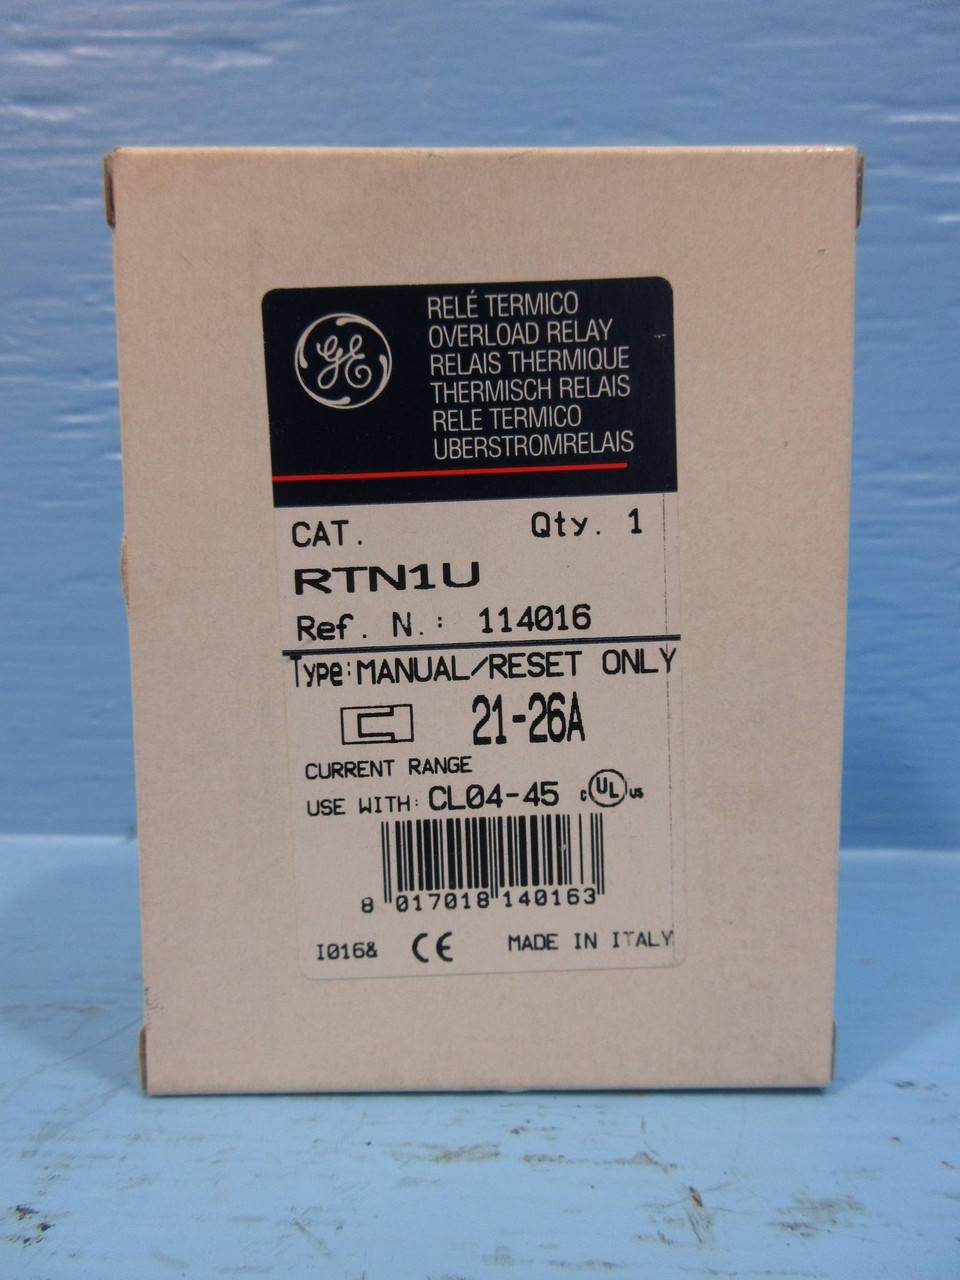 GE
RELÉ TERMICO
OVERLOAD RELAY
RELAIS THERMIQUE
THERMISCH RELAIS
RELE TERMICO
UBERSTROMRELAIS
CAT. Qty. 1
RTN1U
Ref. N.: 114016
Type: MANUAL/RESET ONLY
21-26A
CURRENT RANGE
USE WITH: CL04-45 c UL us
8 017018 140163
I016& CE MADE IN ITALY